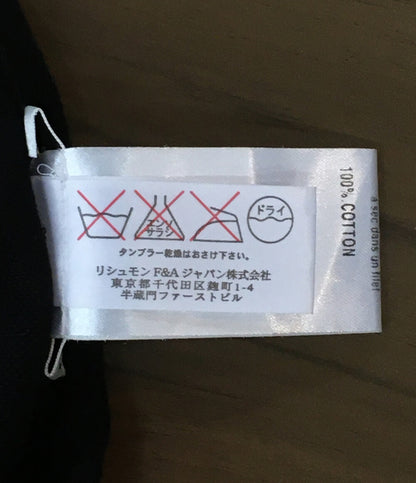 エンソ
サラシ
ドライ
タンブラー乾燥はおさけ下さい。
リシュモン F&A ジャパン株式会社
東京都千代田区麹町1-4
半蔵門ファーストビル
100% COTTON
a sec dans un filet